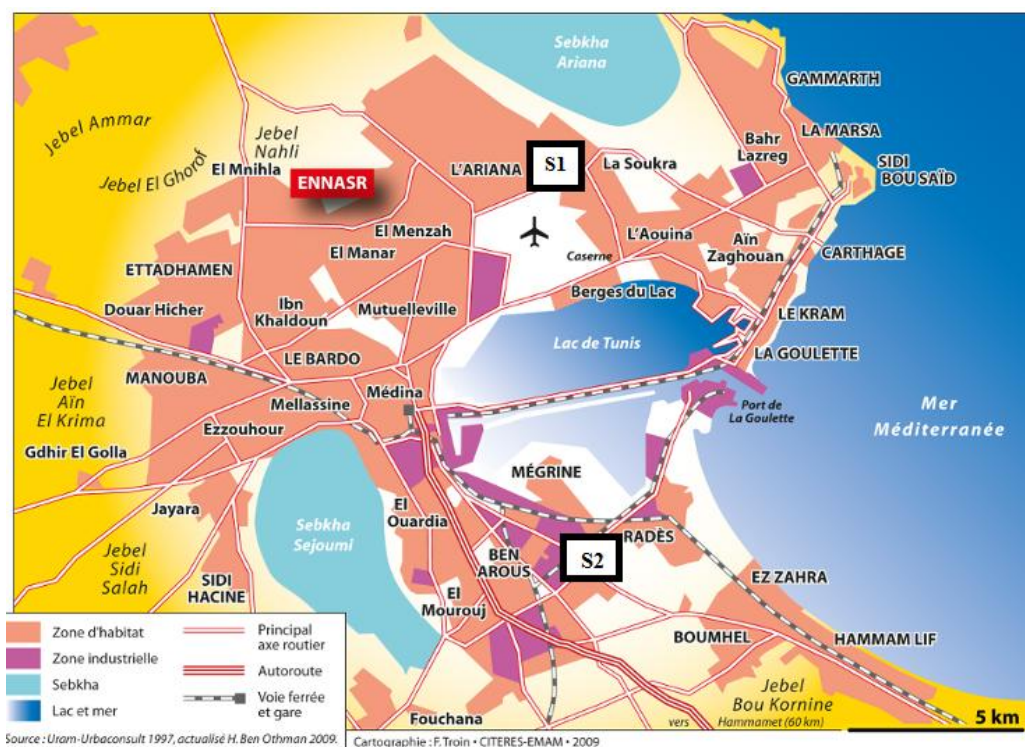 Sebkha
Ariana
GAMMARTH
Jebel Ammar
Jebel
Nahli
LA MARSA
Bahr
Lazreg
Jebel El Ghorof
El Mnihla
L'ARIANA
S1
La Soukra
SIDI
BOU SAÏD
ENNASR
El Menzah
L'Aouina
Aïn
Zaghouan
El Manar
Caserne
CARTHAGE
ETTADHAMEN
Berges du Lac
Douar Hicher
Ibn
Khaldoun
Mutuelleville
LE KRAM
Lac de Tunis
LA GOULETTE
LE BARDO
MANOUBA
Médina
Jebel
Aïn
El Krima
Mellassine
Port de
La Goulette
Mer
Méditerranée
Ezzouhour
Gdhir El Golla
MÉGRINE
Jayara
El
Ouardia
Sebkha
Sejoumi
RADÈS
BEN
AROUS
S2
Jebel
Sidi
Salah
SIDI
HACINE
EZ ZAHRA
El
Mourouj
BOUMHEL
HAMMAM LIF
Jebel
Bou Kornine
Fouchana
vers
Hammamet (60 km)
5 km
Zone d'habitat
Zone industrielle
Sebkha
Lac et mer
Principal
axe routier
Autoroute
Voie ferrée
et gare
Source : Uram-Urbaconsult 1997, actualisé H. Ben Othman 2009.
Cartographie : F. Troin • CITERES-EMAM • 2009